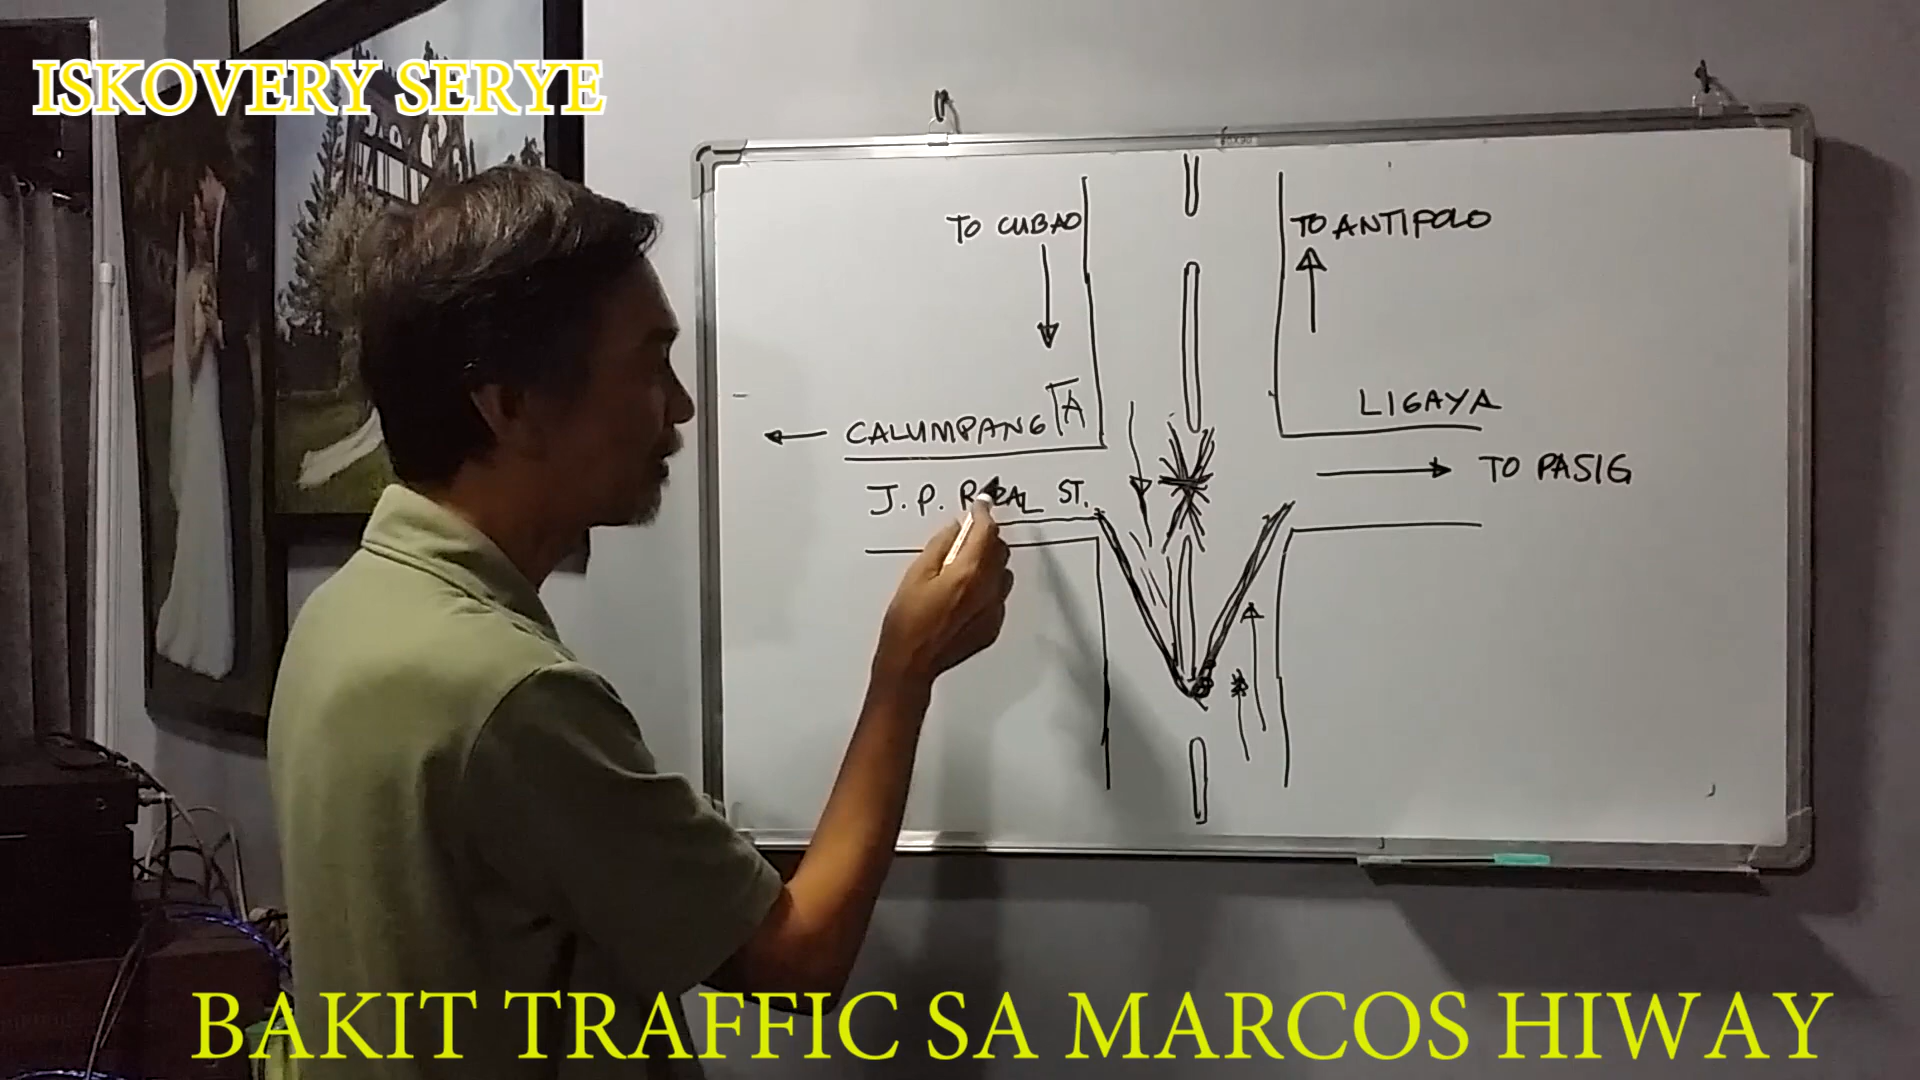 ISKOVERY SERYE
TO CUBAO
TO ANTIPOLO
A
CALUMPANG
LIGAYA
TO PASIG
J. P. RIZAL ST.
BAKIT TRAFFIC SA MARCOS HIWAY